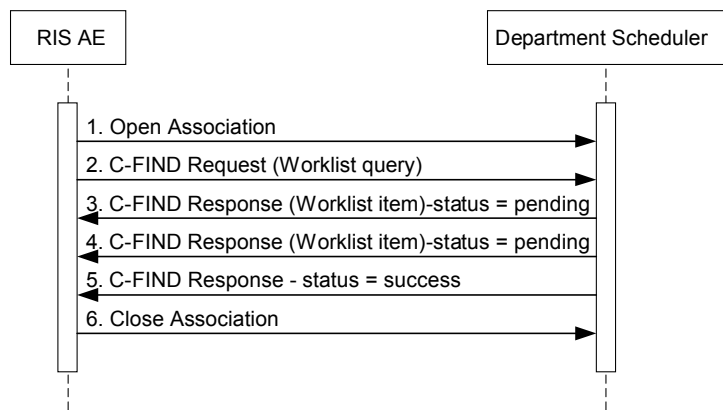 RIS AE
Department Scheduler
1. Open Association
2. C-FIND Request (Worklist query)
3. C-FIND Response (Worklist item)-status = pending
4. C-FIND Response (Worklist item)-status = pending
5. C-FIND Response - status = success
6. Close Association